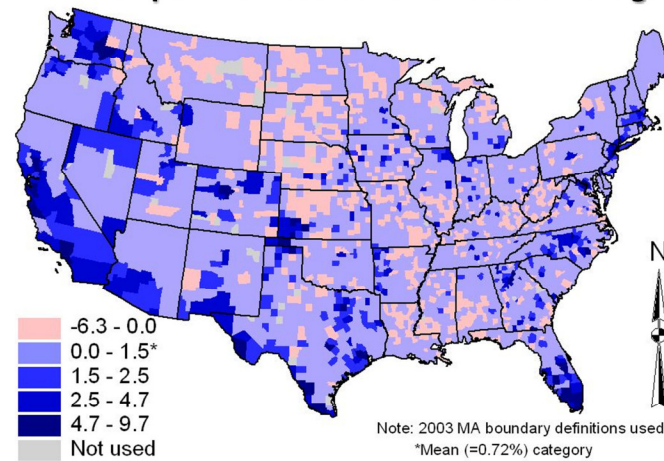 -6.3 - 0.0
0.0 - 1.5*
1.5 - 2.5
2.5 - 4.7
4.7 - 9.7
Not used
N
Note: 2003 MA boundary definitions used
*Mean (=0.72%) category